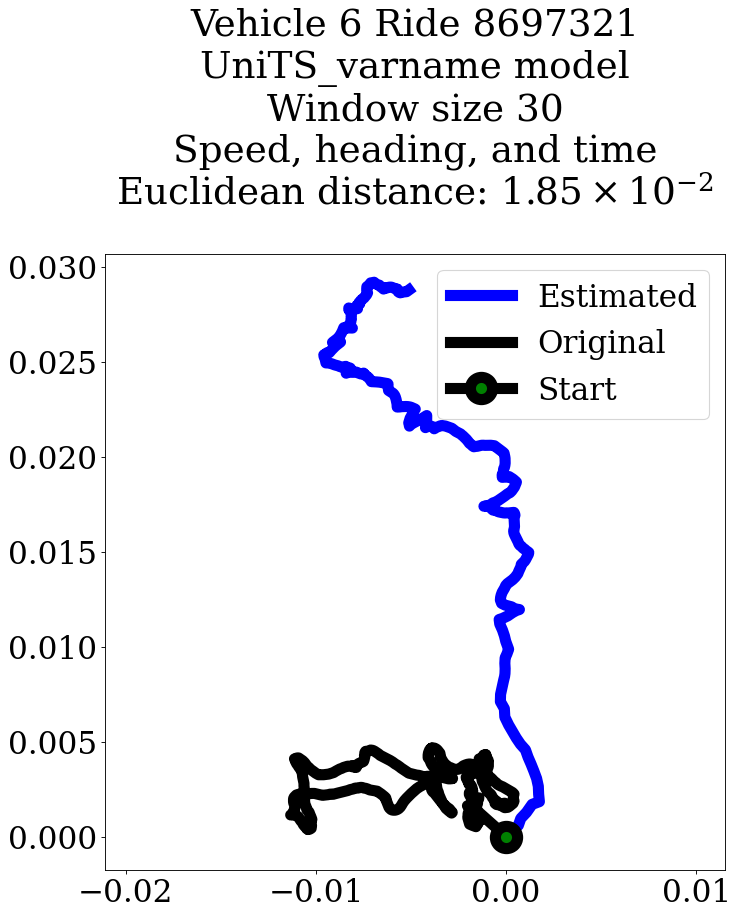 Vehicle 6 Ride 8697321
UniTS_varname model
Window size 30
Speed, heading, and time
Euclidean distance: 1.85 × 10⁻²
0.030
0.025
0.020
0.015
0.010
0.005
0.000
−0.02 −0.01 0.00 0.01
Estimated
Original
Start